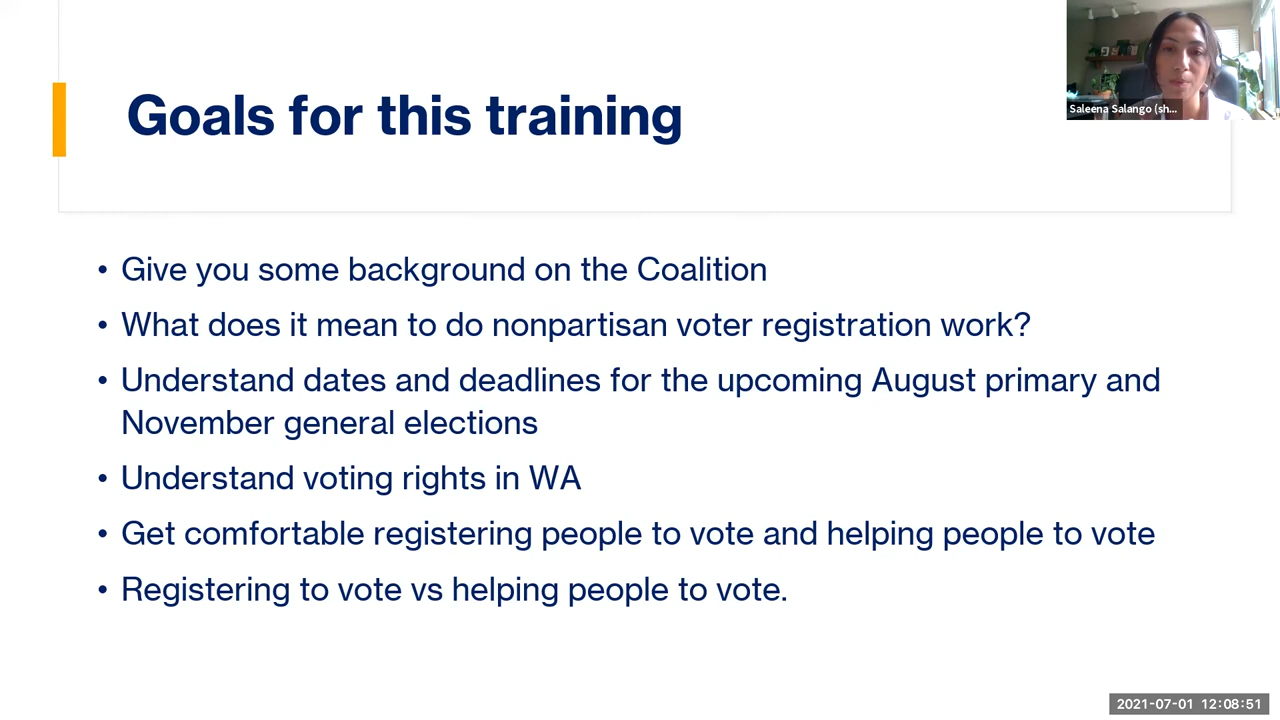 Goals for this training
Saleena Salango (sh...
• Give you some background on the Coalition
• What does it mean to do nonpartisan voter registration work?
• Understand dates and deadlines for the upcoming August primary and
November general elections
• Understand voting rights in WA
• Get comfortable registering people to vote and helping people to vote
• Registering to vote vs helping people to vote.
2021-07-01 12:08:51